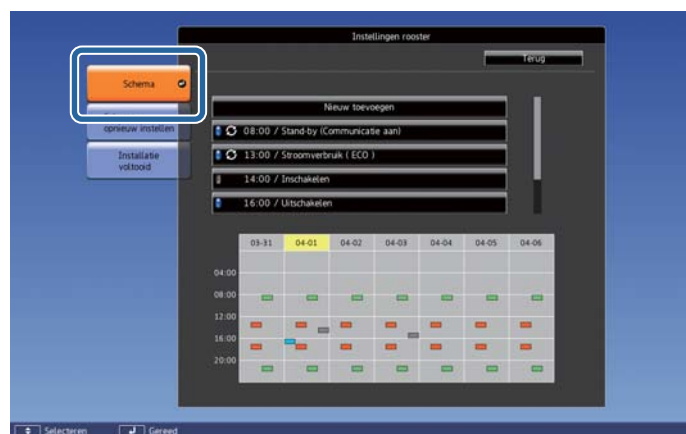 Instellingen rooster
Terug
Schema
opnieuw instellen
Installatie
voltooid
Nieuw toevoegen
08:00 / Stand-by (Communicatie aan)
13:00 / Stroomverbruik ( ECO )
14:00 / Inschakelen
16:00 / Uitschakelen
03-31 04-01 04-02 04-03 04-04 04-05 04-06
04:00
08:00
12:00
16:00
20:00
Selecteren Gereed